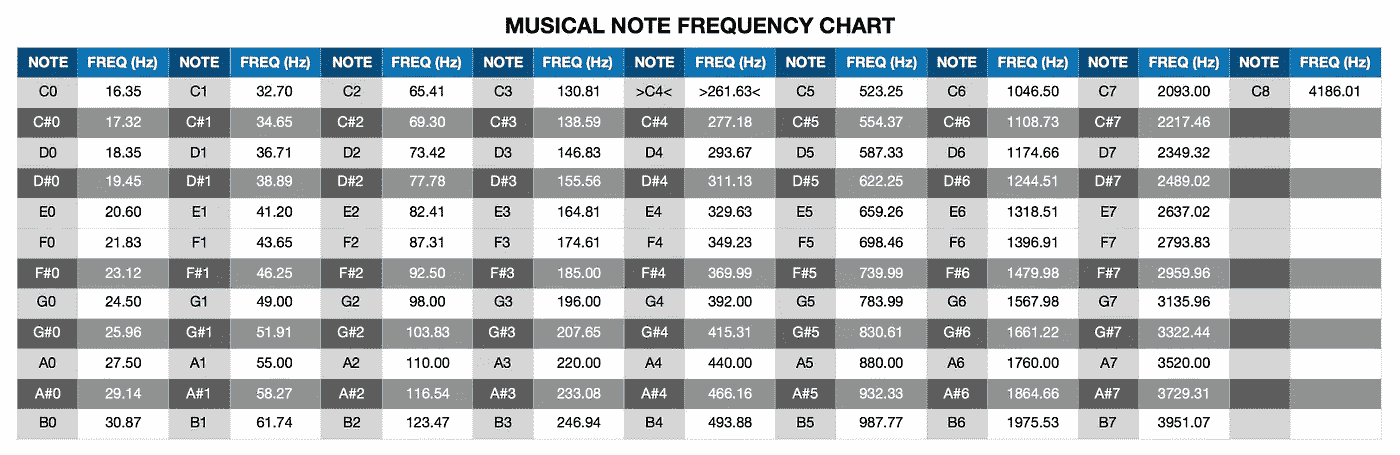 MUSICAL NOTE FREQUENCY CHART
NOTE FREQ (Hz) NOTE FREQ (Hz) NOTE FREQ (Hz) NOTE FREQ (Hz) NOTE FREQ (Hz) NOTE FREQ (Hz) NOTE FREQ (Hz) NOTE FREQ (Hz) NOTE FREQ (Hz)
C0 16.35 C1 32.70 C2 65.41 C3 130.81 >C4< >261.63< C5 523.25 C6 1046.50 C7 2093.00 C8 4186.01
C#0 17.32 C#1 34.65 C#2 69.30 C#3 138.59 C#4 277.18 C#5 554.37 C#6 1108.73 C#7 2217.46
D0 18.35 D1 36.71 D2 73.42 D3 146.83 D4 293.67 D5 587.33 D6 1174.66 D7 2349.32
D#0 19.45 D#1 38.89 D#2 77.78 D#3 155.56 D#4 311.13 D#5 622.25 D#6 1244.51 D#7 2489.02
E0 20.60 E1 41.20 E2 82.41 E3 164.81 E4 329.63 E5 659.26 E6 1318.51 E7 2637.02
F0 21.83 F1 43.65 F2 87.31 F3 174.61 F4 349.23 F5 698.46 F6 1396.91 F7 2793.83
F#0 23.12 F#1 46.25 F#2 92.50 F#3 185.00 F#4 369.99 F#5 739.99 F#6 1479.98 F#7 2959.96
G0 24.50 G1 49.00 G2 98.00 G3 196.00 G4 392.00 G5 783.99 G6 1567.98 G7 3135.96
G#0 25.96 G#1 51.91 G#2 103.83 G#3 207.65 G#4 415.31 G#5 830.61 G#6 1661.22 G#7 3322.44
A0 27.50 A1 55.00 A2 110.00 A3 220.00 A4 440.00 A5 880.00 A6 1760.00 A7 3520.00
A#0 29.14 A#1 58.27 A#2 116.54 A#3 233.08 A#4 466.16 A#5 932.33 A#6 1864.66 A#7 3729.31
B0 30.87 B1 61.74 B2 123.47 B3 246.94 B4 493.88 B5 987.77 B6 1975.53 B7 3951.07